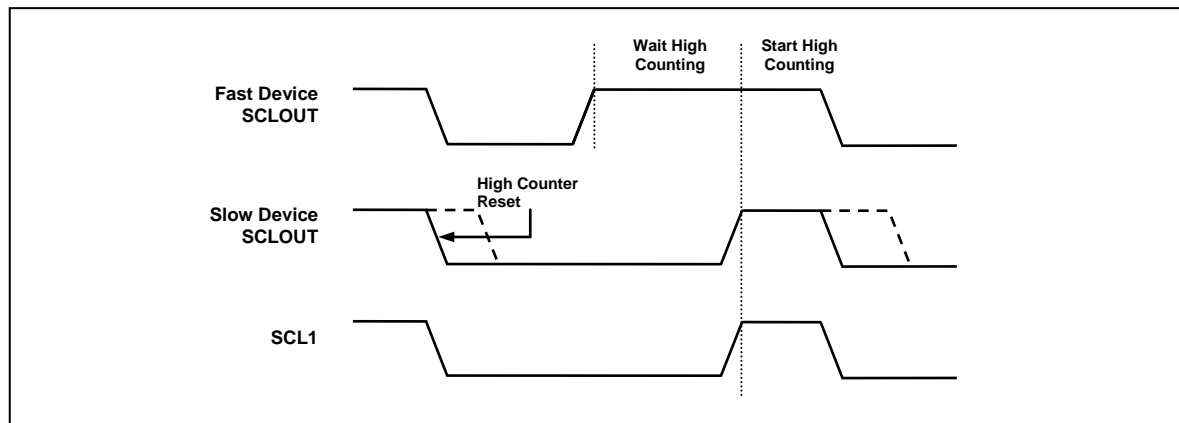 Wait High
Counting
Start High
Counting
Fast Device
SCLOUT
High Counter
Reset
Slow Device
SCLOUT
SCL1